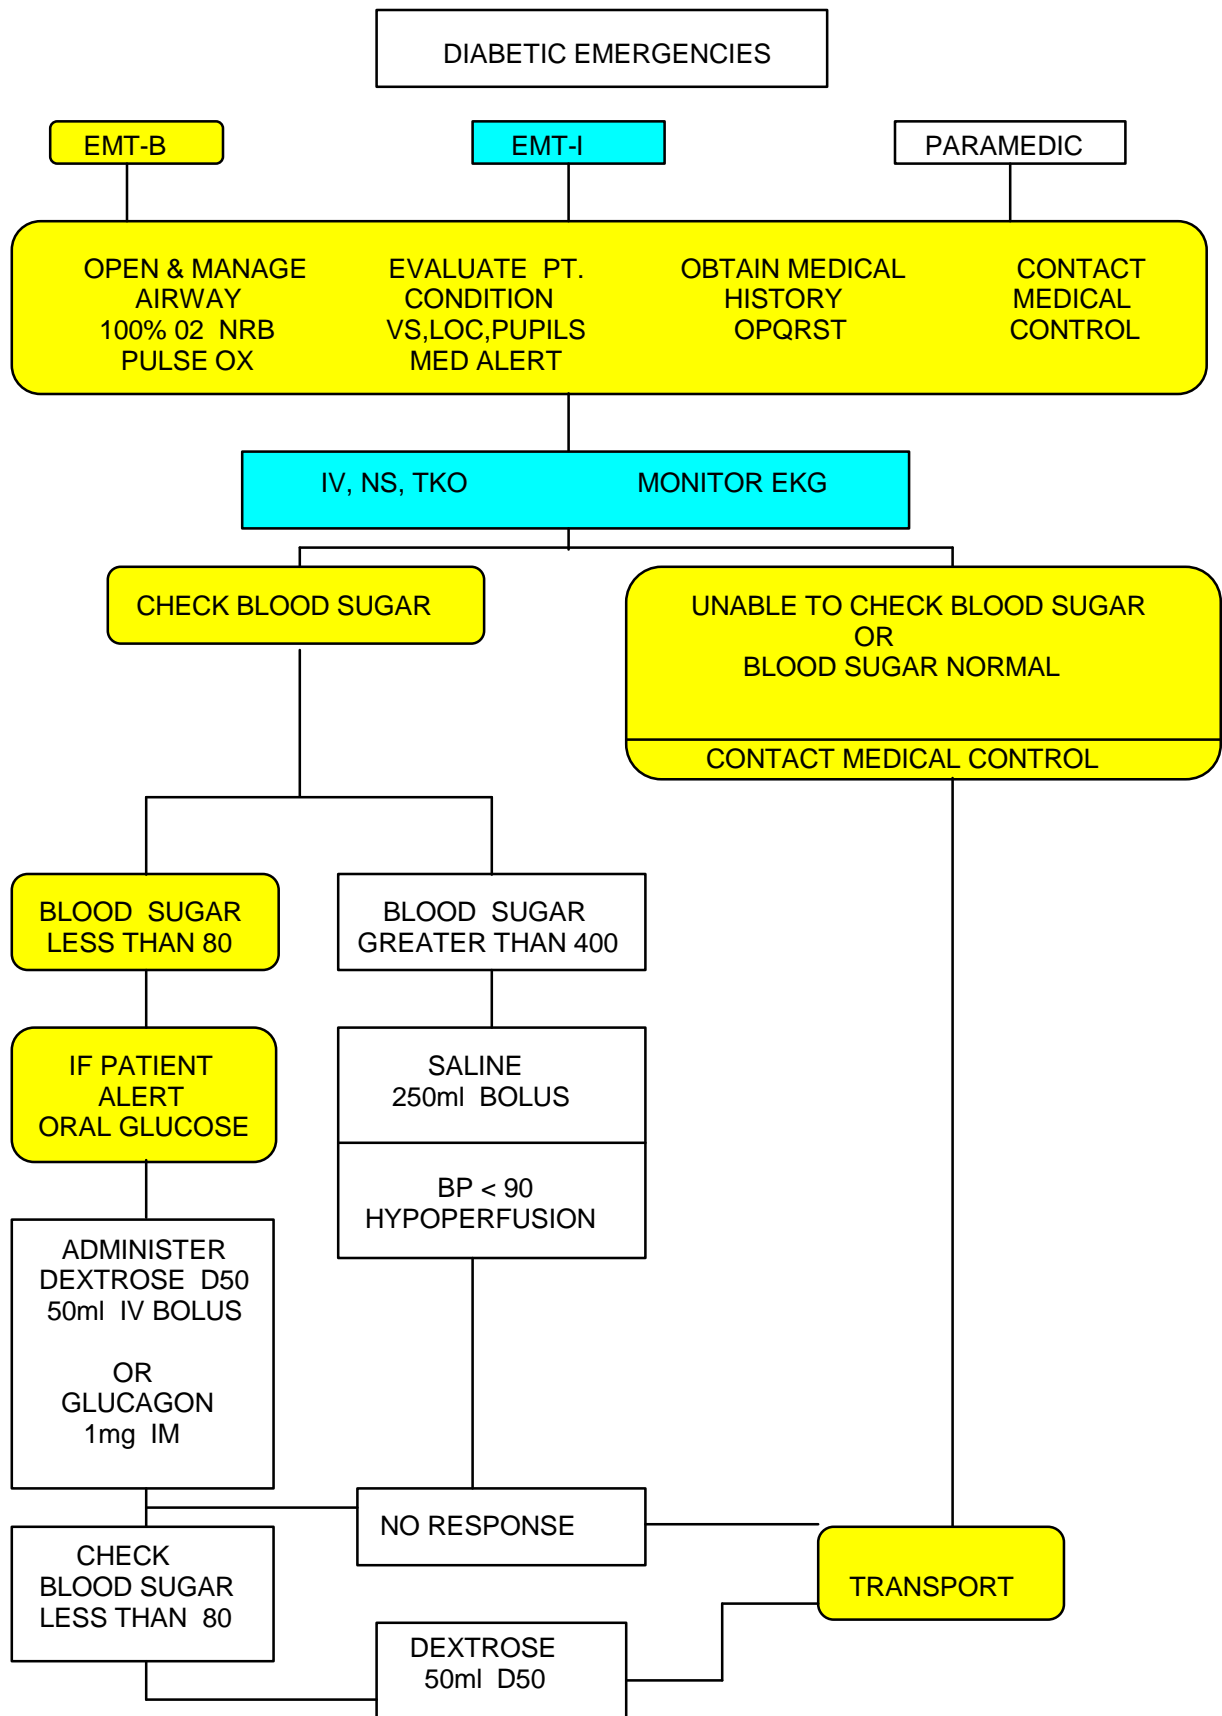 DIABETIC EMERGENCIES
EMT-B
EMT-I
PARAMEDIC
OPEN & MANAGE
AIRWAY
100% 02 NRB
PULSE OX
EVALUATE PT.
CONDITION
VS,LOC,PUPILS
MED ALERT
OBTAIN MEDICAL
HISTORY
OPQRST
CONTACT
MEDICAL
CONTROL
IV, NS, TKO
MONITOR EKG
CHECK BLOOD SUGAR
UNABLE TO CHECK BLOOD SUGAR
OR
BLOOD SUGAR NORMAL
CONTACT MEDICAL CONTROL
BLOOD SUGAR
LESS THAN 80
BLOOD SUGAR
GREATER THAN 400
IF PATIENT
ALERT
ORAL GLUCOSE
SALINE
250ml BOLUS
BP < 90
HYPOPERFUSION
ADMINISTER
DEXTROSE D50
50ml IV BOLUS
OR
GLUCAGON
1mg IM
NO RESPONSE
CHECK
BLOOD SUGAR
LESS THAN 80
TRANSPORT
DEXTROSE
50ml D50